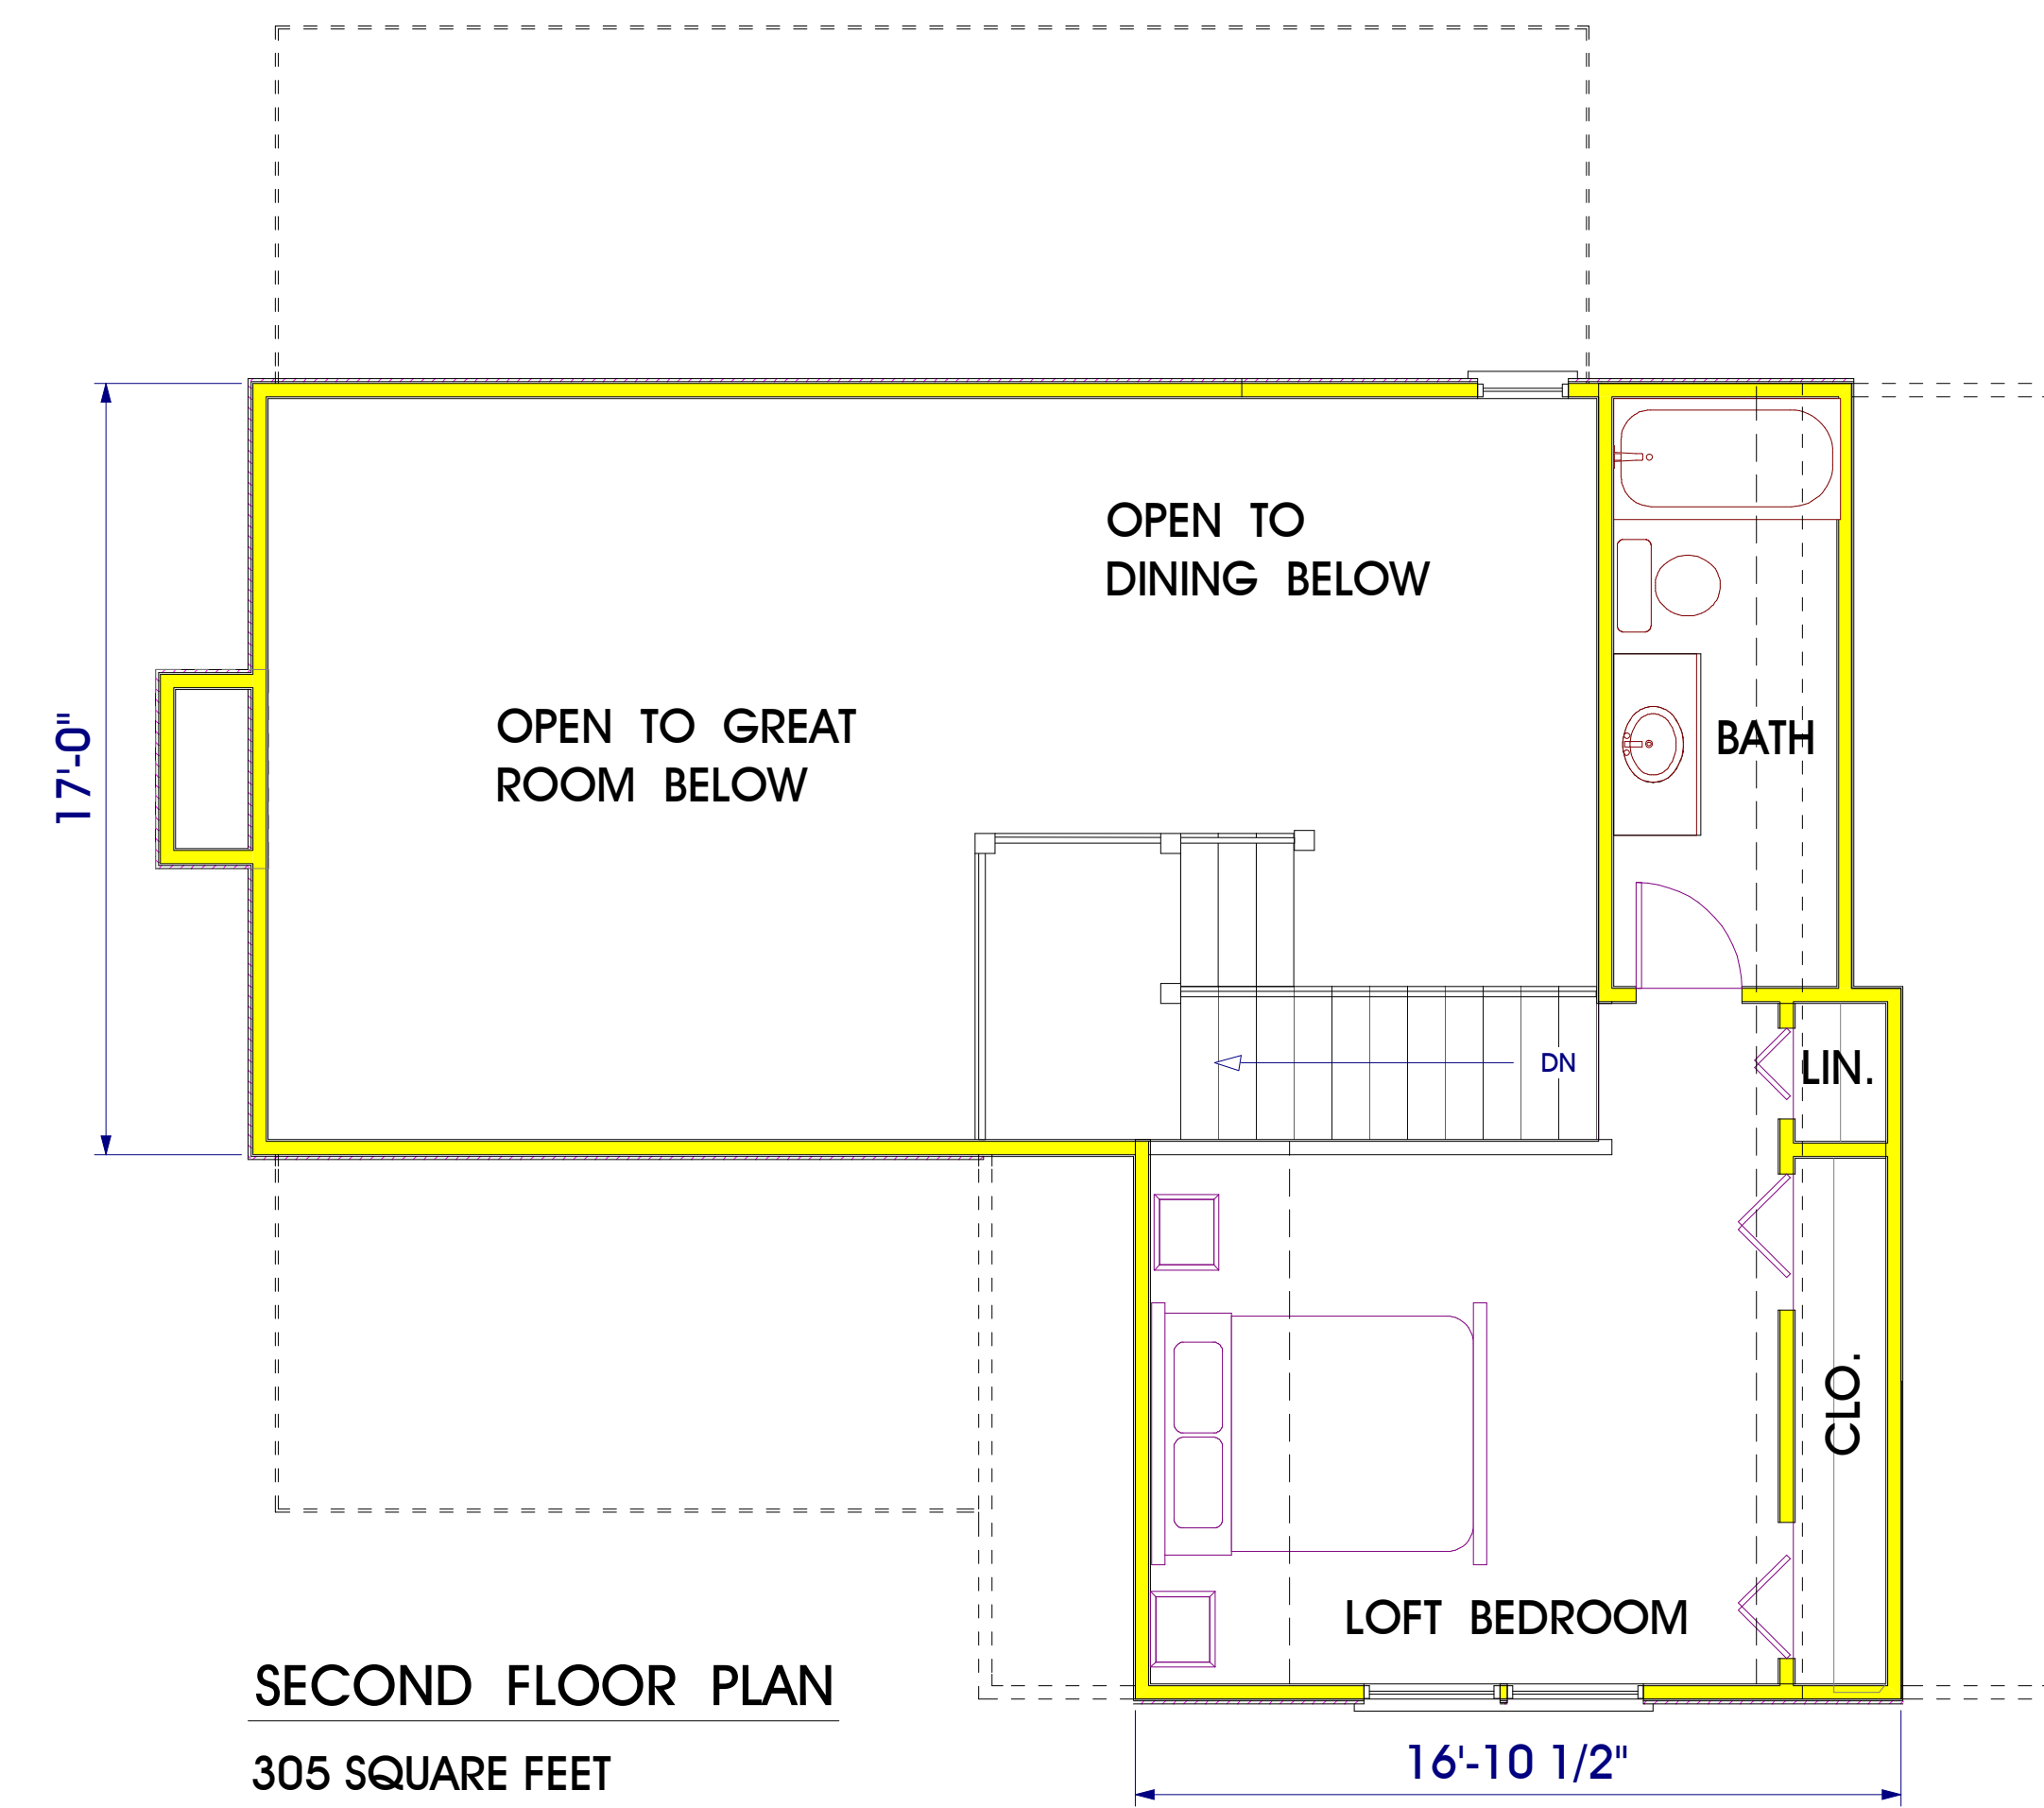 OPEN TO
DINING BELOW
OPEN TO GREAT
ROOM BELOW
BATH
17'-0"
DN
LIN.
CLO.
LOFT BEDROOM
SECOND FLOOR PLAN
305 SQUARE FEET
16'-10 1/2"